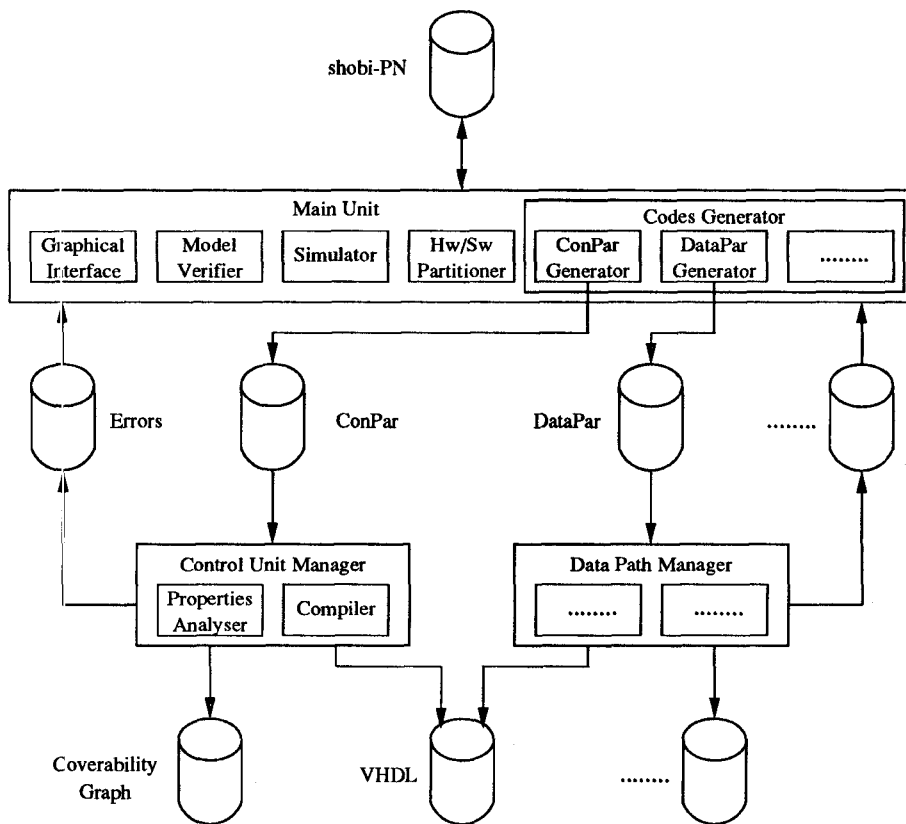 shobi-PN
Main Unit
Codes Generator
Graphical
Interface
Model
Verifier
Simulator
Hw/Sw
Partitioner
ConPar
Generator
DataPar
Generator
........
Errors
ConPar
DataPar
........
Control Unit Manager
Properties
Analyser
Compiler
Data Path Manager
........
........
Coverability
Graph
VHDL
........